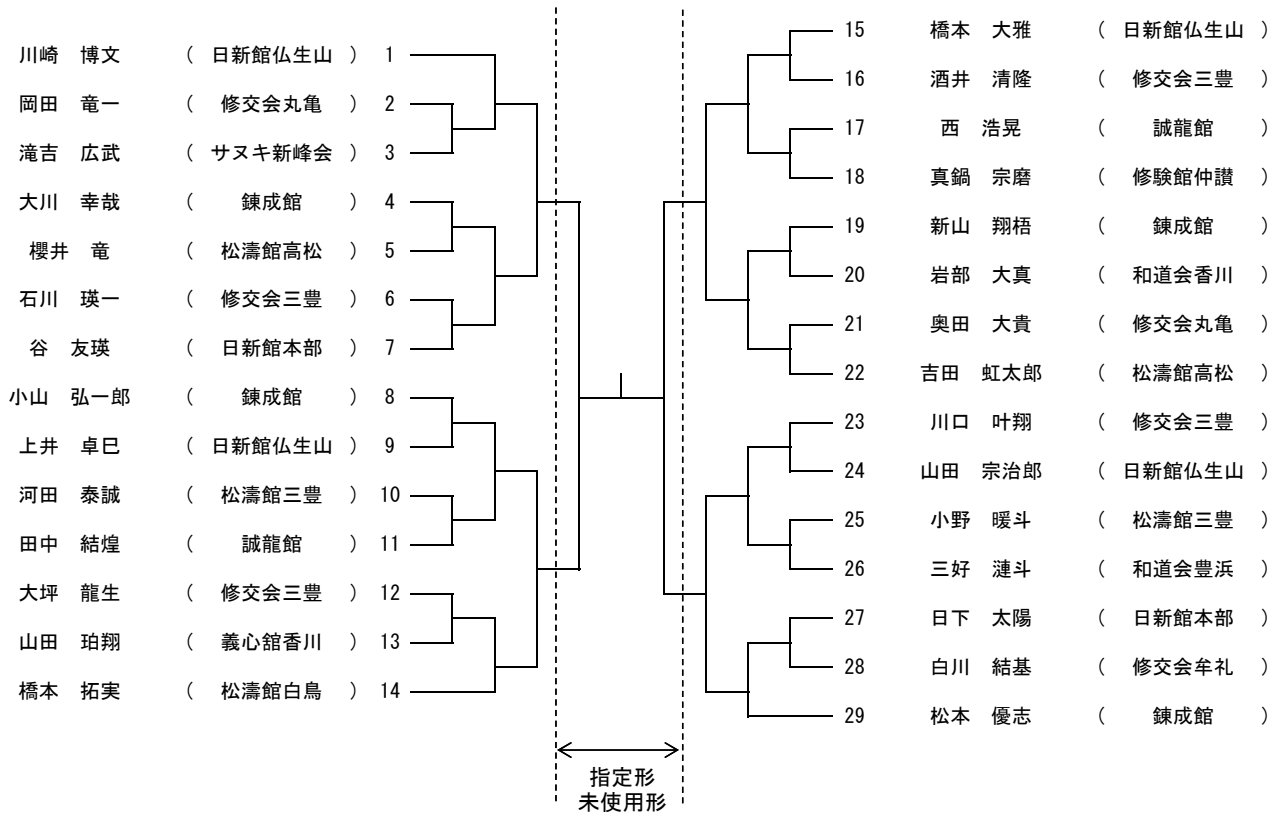 川崎　博文 （ 日新館仏生山 ） 1
岡田　竜一 （ 修交会丸亀 ） 2
滝吉　広武 （ サヌキ新峰会 ） 3
大川　幸哉 （ 錬成館 ） 4
櫻井　竜 （ 松濤館高松 ） 5
石川　瑛一 （ 修交会三豊 ） 6
谷　友瑛 （ 日新館本部 ） 7
小山　弘一郎 （ 錬成館 ） 8
上井　卓巳 （ 日新館仏生山 ） 9
河田　泰誠 （ 松濤館三豊 ） 10
田中　結煌 （ 誠龍館 ） 11
大坪　龍生 （ 修交会三豊 ） 12
山田　珀翔 （ 義心舘香川 ） 13
橋本　拓実 （ 松濤館白鳥 ） 14
15 橋本　大雅 （ 日新館仏生山 ）
16 酒井　清隆 （ 修交会三豊 ）
17 西　浩晃 （ 誠龍館 ）
18 真鍋　宗磨 （ 修験館仲讃 ）
19 新山　翔梧 （ 錬成館 ）
20 岩部　大真 （ 和道会香川 ）
21 奥田　大貴 （ 修交会丸亀 ）
22 吉田　虹太郎 （ 松濤館高松 ）
23 川口　叶翔 （ 修交会三豊 ）
24 山田　宗治郎 （ 日新館仏生山 ）
25 小野　暖斗 （ 松濤館三豊 ）
26 三好　漣斗 （ 和道会豊浜 ）
27 日下　太陽 （ 日新館本部 ）
28 白川　結基 （ 修交会牟礼 ）
29 松本　優志 （ 錬成館 ）
指定形
未使用形